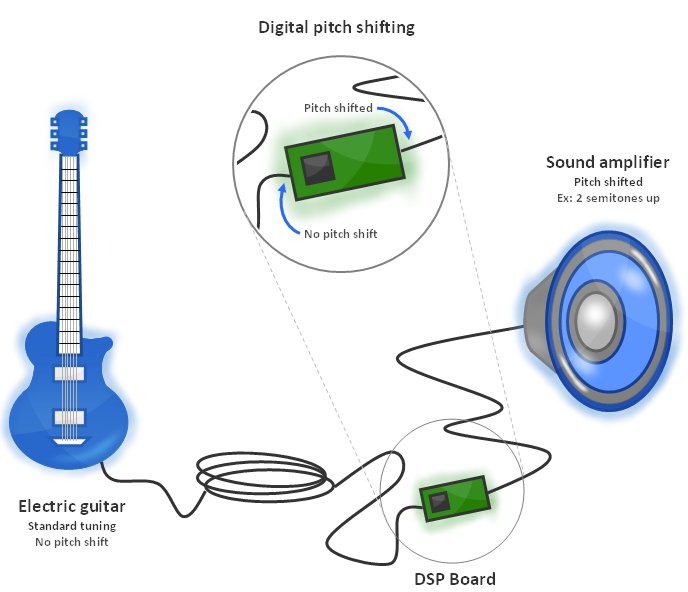 Digital pitch shifting
Pitch shifted
No pitch shift
Sound amplifier
Pitch shifted
Ex: 2 semitones up
Electric guitar
Standard tuning
No pitch shift
DSP Board